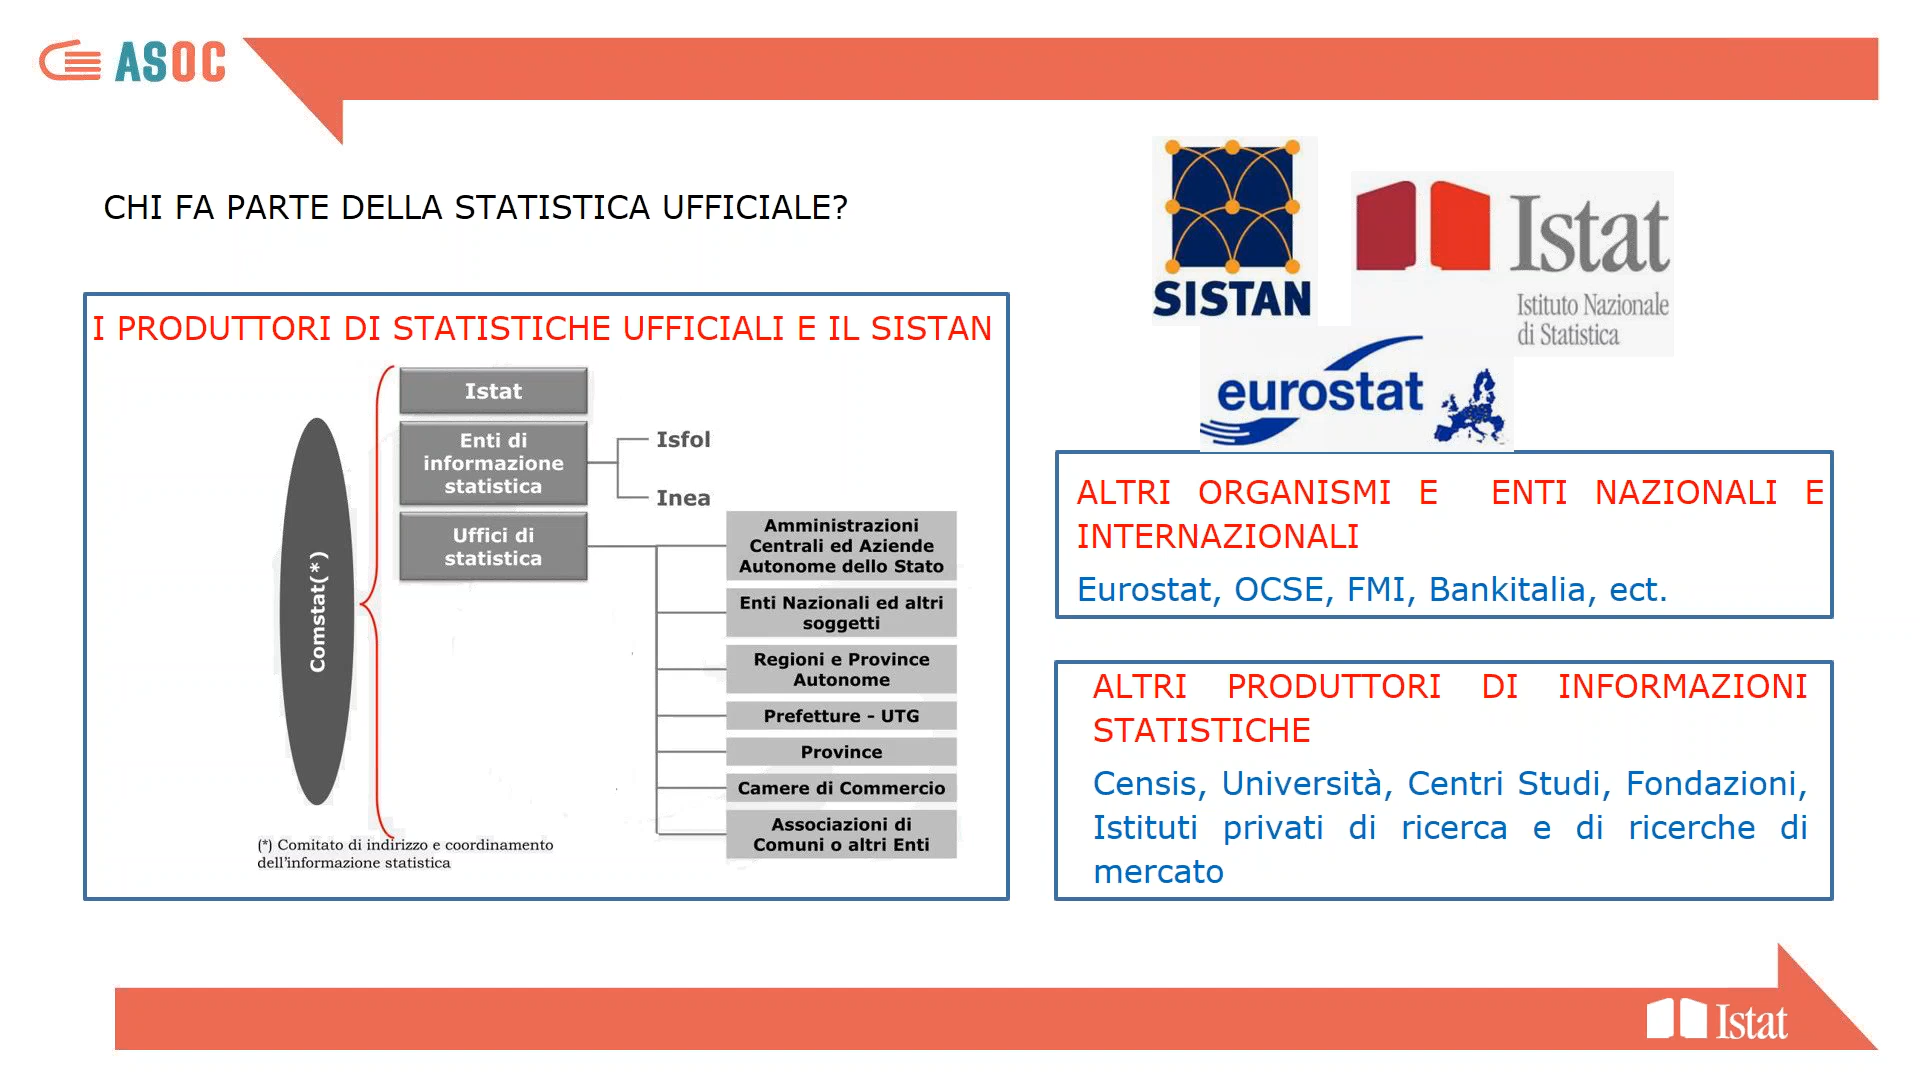 ASOC
CHI FA PARTE DELLA STATISTICA UFFICIALE?
I PRODUTTORI DI STATISTICHE UFFICIALI E IL SISTAN
Comstat(*)
Istat
Enti di
informazione
statistica
Isfol
Inea
Uffici di
statistica
Amministrazioni
Centrali ed Aziende
Autonome dello Stato
Enti Nazionali ed altri
soggetti
Regioni e Province
Autonome
Prefetture - UTG
Province
Camere di Commercio
Associazioni di
Comuni o altri Enti
(*) Comitato di indirizzo e coordinamento
dell'informazione statistica
SISTAN
Istat
Istituto Nazionale
di Statistica
eurostat
ALTRI ORGANISMI E ENTI NAZIONALI E
INTERNAZIONALI
Eurostat, OCSE, FMI, Bankitalia, ect.
ALTRI PRODUTTORI DI INFORMAZIONI
STATISTICHE
Censis, Università, Centri Studi, Fondazioni,
Istituti privati di ricerca e di ricerche di
mercato
Istat